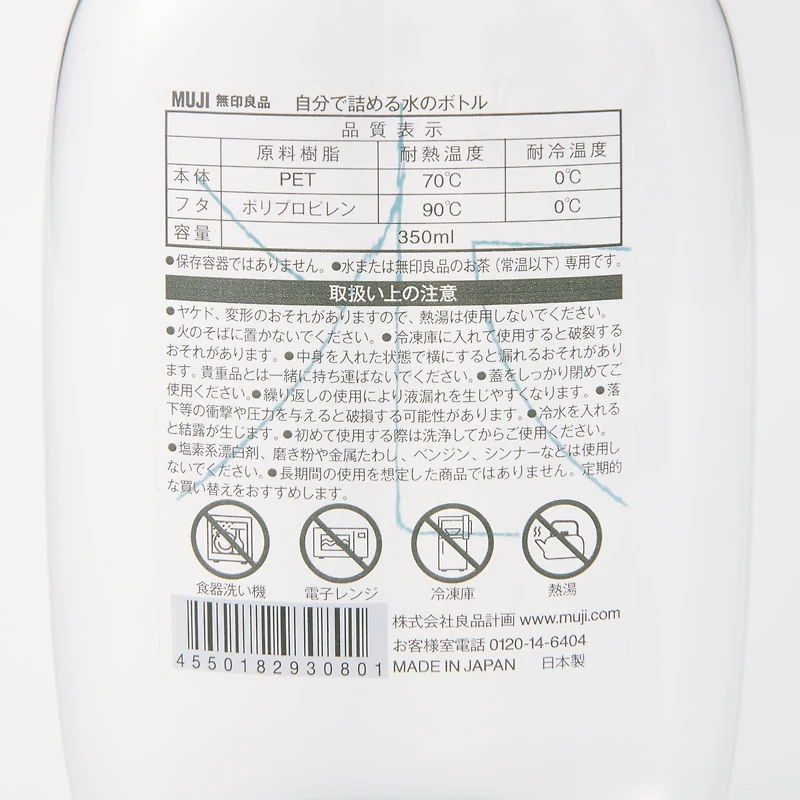 MUJI 無印良品 自分で詰める水のボトル
品質表示
原料樹脂 耐熱温度 耐冷温度
本体 PET 70℃ 0℃
フタ ポリプロピレン 90℃ 0℃
容量 350ml
●保存容器ではありません。●水または無印良品のお茶（常温以下）専用です。
取扱い上の注意
●ヤケド、変形のおそれがありますので、熱湯は使用しないでください。
●火のそばに置かないでください。●冷凍庫に入れて使用すると破裂する
おそれがあります。●中身を入れた状態で横にすると漏れるおそれがあり
ます。貴重品とは一緒に持ち運ばないでください。●蓋をしっかり閉めてご
使用ください。●繰り返しの使用により液漏れを生じやすくなります。●落
下等の衝撃や圧力を与えると破損する可能性があります。●冷水を入れる
と結露が生じます。●初めて使用する際は洗浄してからご使用ください。
●塩素系漂白剤、磨き粉や金属たわし、ベンジン、シンナーなどは使用し
ないでください。●長期間の使用を想定した商品ではありません。定期的
な買い替えをおすすめします。
食器洗い機 電子レンジ 冷凍庫 熱湯
株式会社良品計画 www.muji.com
お客様室電話 0120-14-6404
4550182930801 MADE IN JAPAN 日本製
水